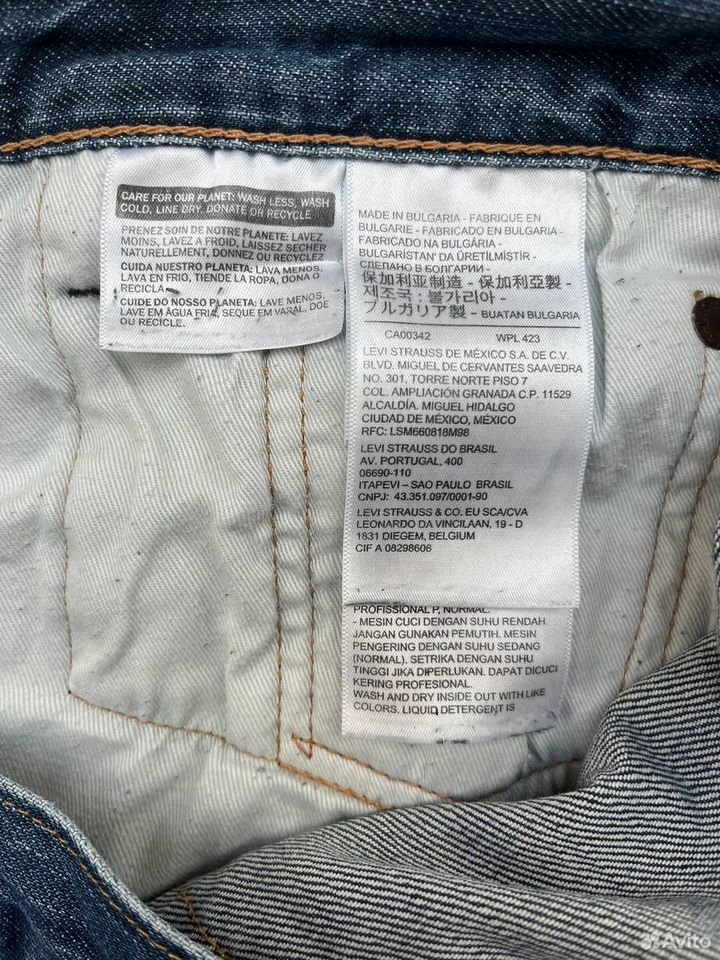 CARE FOR OUR PLANET: WASH LESS, WASH
COLD, LINE DRY, DONATE OR RECYCLE
PRENEZ SOIN DE NOTRE PLANETE: LAVEZ
MOINS, LAVEZ A FROID, LAISSEZ SECHER
NATURELLEMENT, DONNEZ OU RECYCLEZ
CUIDA NUESTRO PLANETA: LAVA MENOS,
LAVA EN FRIO, TIENDE LA ROPA, DONA O
RECICLA
CUIDE DO NOSSO PLANETA: LAVE MENOS,
LAVE EM ÁGUA FRIA, SEQUE EM VARAL, DOE
OU RECICLE.
MADE IN BULGARIA - FABRIQUE EN
BULGARIE - FABRICADO EN BULGARIA -
FABRICADO NA BULGÁRIA -
BULGARİSTAN' DA ÜRETİLMİŞTİR -
СДЕЛАНО В БОЛГАРИИ -
保加利亚制造 - 保加利亞製 -
제조국 : 불가리아 -
ブルガリア製 - BUATAN BULGARIA
CA00342 WPL 423
LEVI STRAUSS DE MÉXICO S.A. DE C.V.
BLVD. MIGUEL DE CERVANTES SAAVEDRA
NO. 301, TORRE NORTE PISO 7
COL. AMPLIACIÓN GRANADA C.P. 11529
ALCALDÍA. MIGUEL HIDALGO
CIUDAD DE MÉXICO, MÉXICO
RFC: LSM660818M98
LEVI STRAUSS DO BRASIL
AV. PORTUGAL, 400
06690-110
ITAPEVI – SAO PAULO BRASIL
CNPJ: 43.351.097/0001-90
LEVI STRAUSS & CO. EU SCA/CVA
LEONARDO DA VINCILAAN, 19 - D
1831 DIEGEM, BELGIUM
CIF A 08298606
PROFISSIONAL P, NORMAL.
- MESIN CUCI DENGAN SUHU RENDAH.
JANGAN GUNAKAN PEMUTIH. MESIN
PENGERING DENGAN SUHU SEDANG
(NORMAL). SETRIKA DENGAN SUHU
TINGGI JIKA DIPERLUKAN. DAPAT DICUCI
KERING PROFESIONAL.
WASH AND DRY INSIDE OUT WITH LIKE
COLORS. LIQUID DETERGENT IS
Avito